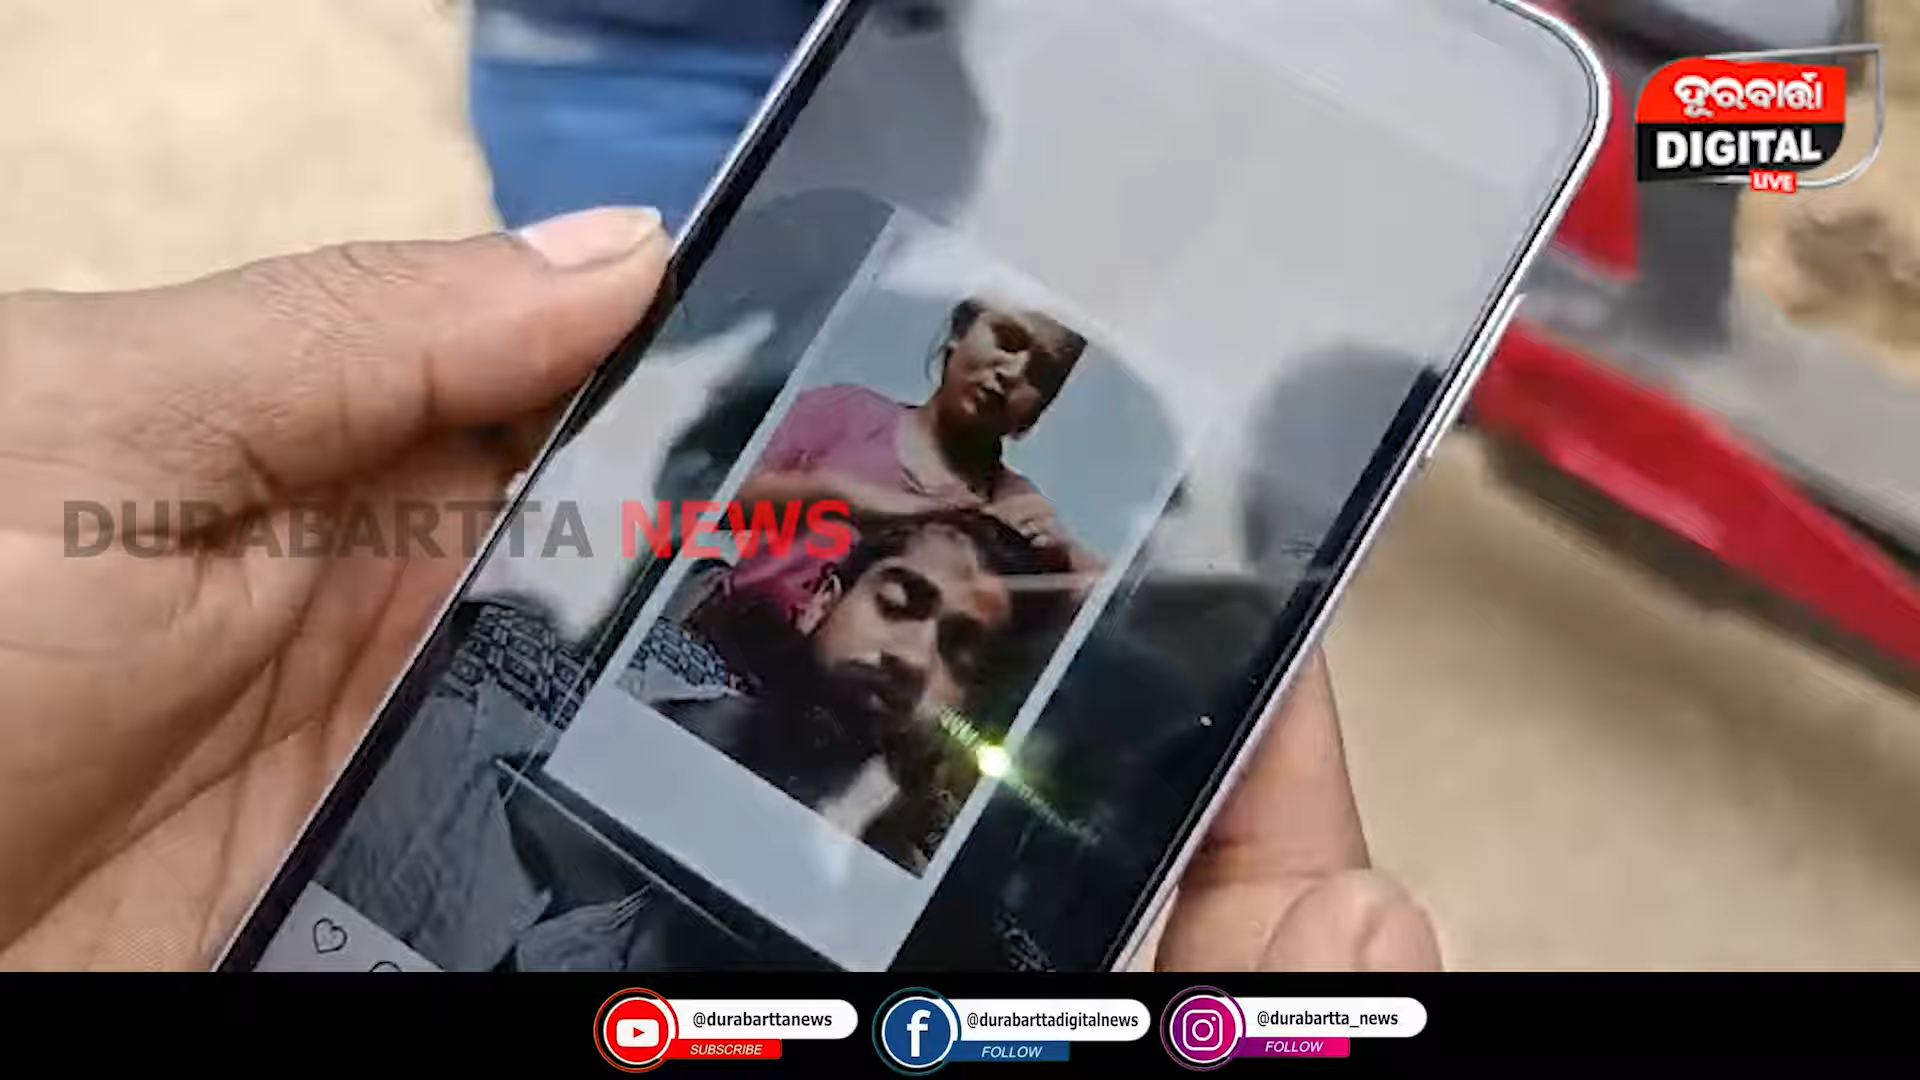 ଦୂରବାର୍ତ୍ତା
DIGITAL
LIVE
DURABARTTA NEWS
@durabarttanews
SUBSCRIBE
@durabarttadigitalnews
FOLLOW
@durabartta_news
FOLLOW